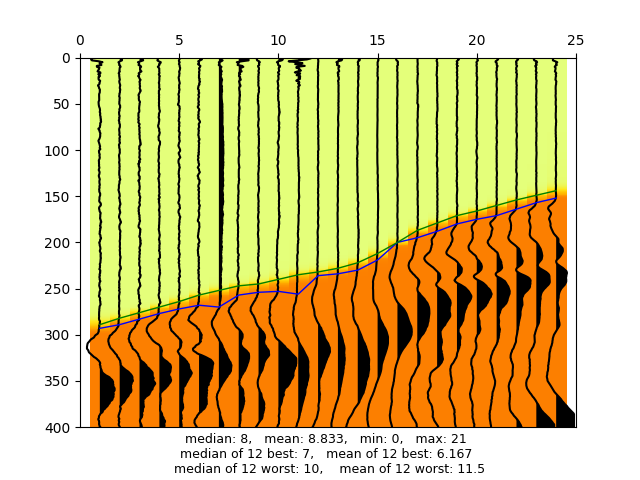 0 5 10 15 20 25
0
50
100
150
200
250
300
350
400
median: 8, mean: 8.833, min: 0, max: 21
median of 12 best: 7, mean of 12 best: 6.167
median of 12 worst: 10, mean of 12 worst: 11.5